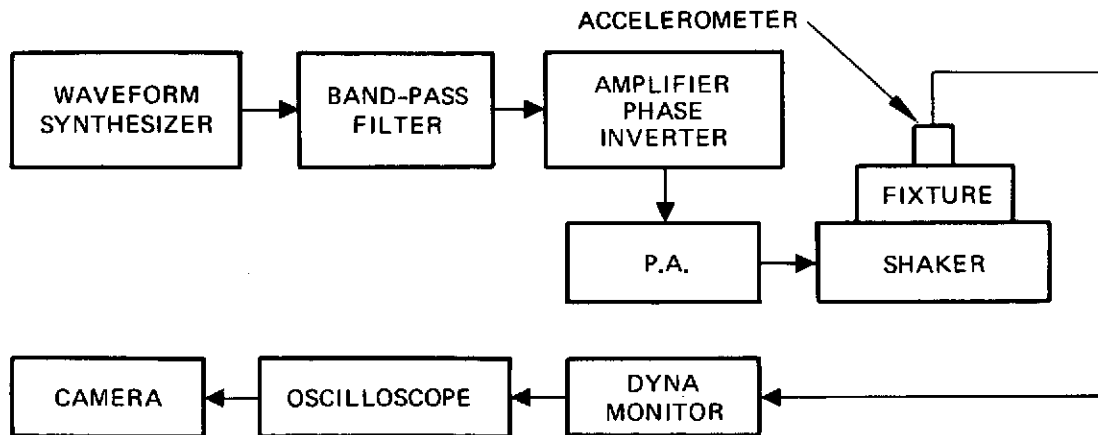 ACCELEROMETER
WAVEFORM
SYNTHESIZER
BAND-PASS
FILTER
AMPLIFIER
PHASE
INVERTER
FIXTURE
P.A.
SHAKER
CAMERA
OSCILLOSCOPE
DYNA
MONITOR